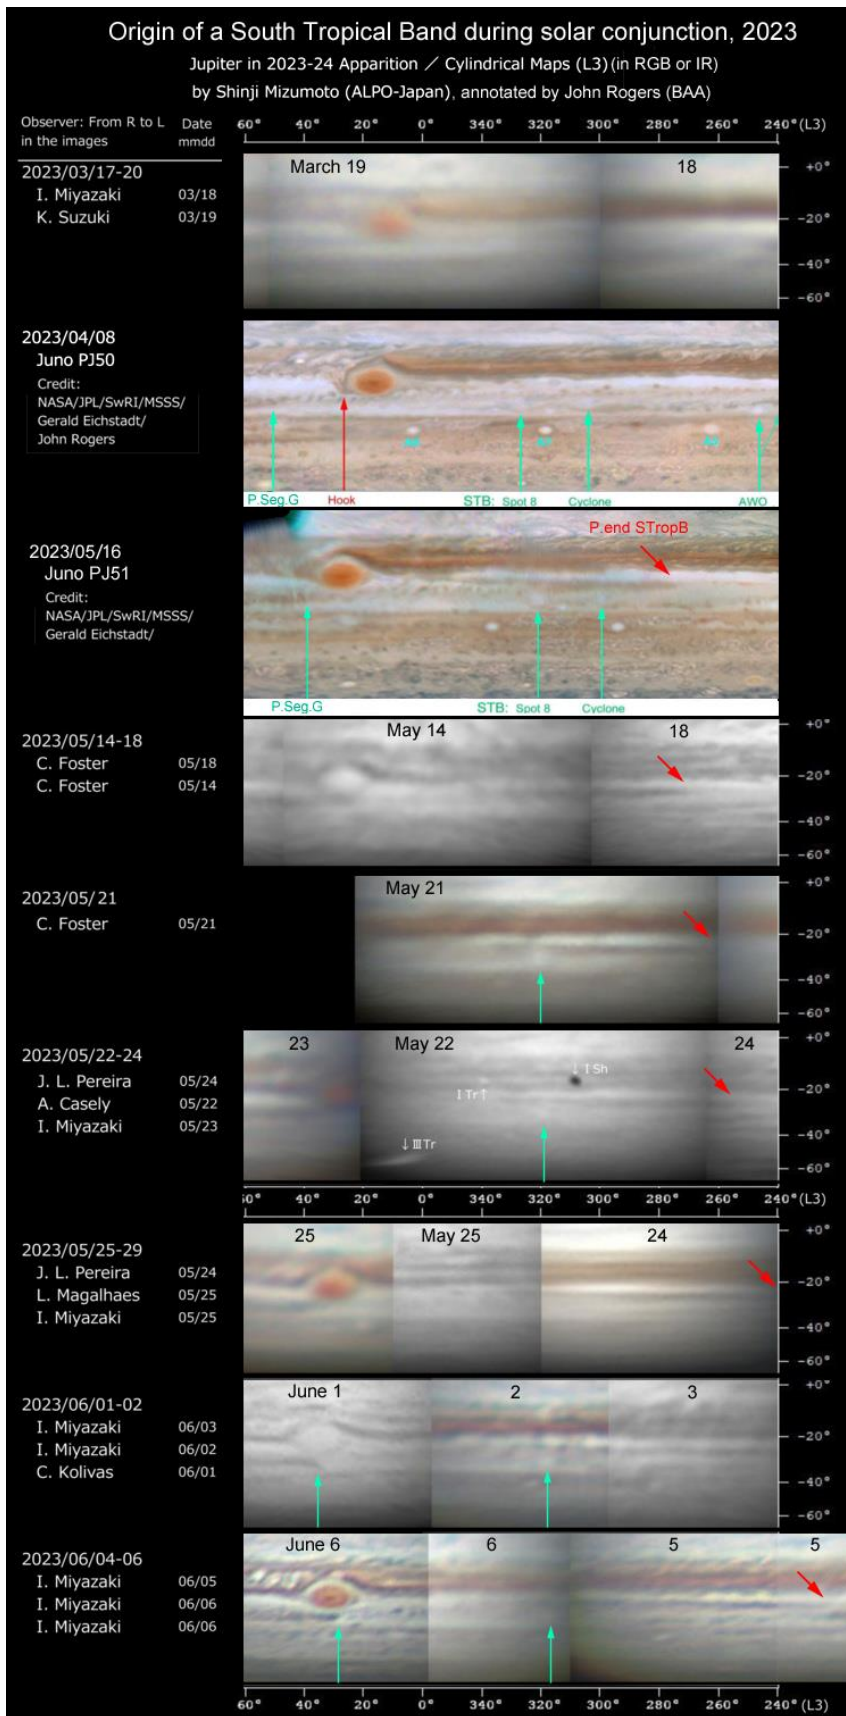 Origin of a South Tropical Band during solar conjunction, 2023
Jupiter in 2023-24 Apparition ／ Cylindrical Maps (L3) (in RGB or IR)
by Shinji Mizumoto (ALPO-Japan), annotated by John Rogers (BAA)
Observer: From R to L in the images
Date mmdd
60° 40° 20° 0° 340° 320° 300° 280° 260° 240° (L3)
2023/03/17-20
I. Miyazaki 03/18
K. Suzuki 03/19
March 19 18
+0°
-20°
-40°
-60°
2023/04/08
Juno PJ50
Credit:
NASA/JPL/SwRI/MSSS/
Gerald Eichstadt/
John Rogers
P.Seg.G Hook STB: Spot 8 Cyclone AWO
2023/05/16
Juno PJ51
Credit:
NASA/JPL/SwRI/MSSS/
Gerald Eichstadt/
P.end STropB
P.Seg.G STB: Spot 8 Cyclone
2023/05/14-18
C. Foster 05/18
C. Foster 05/14
May 14 18
+0°
-20°
-40°
-60°
2023/05/21
C. Foster 05/21
May 21
+0°
-20°
-40°
-60°
2023/05/22-24
J. L. Pereira 05/24
A. Casely 05/22
I. Miyazaki 05/23
23 May 22 24
↓ I Sh
I Tr↑
↓ III Tr
+0°
-20°
-40°
-60°
60° 40° 20° 0° 340° 320° 300° 280° 260° 240° (L3)
2023/05/25-29
J. L. Pereira 05/24
L. Magalhaes 05/25
I. Miyazaki 05/25
25 May 25 24
+0°
-20°
-40°
-60°
2023/06/01-02
I. Miyazaki 06/03
I. Miyazaki 06/02
C. Kolivas 06/01
June 1 2 3
+0°
-20°
-40°
-60°
2023/06/04-06
I. Miyazaki 06/05
I. Miyazaki 06/06
I. Miyazaki 06/06
June 6 6 5 5
60° 40° 20° 0° 340° 320° 300° 280° 260° 240° (L3)